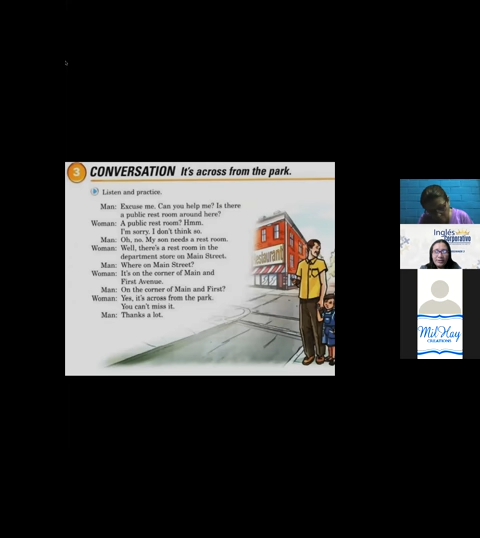 3 CONVERSATION It's across from the park.
Listen and practice.
Man: Excuse me. Can you help me? Is there
a public rest room around here?
Woman: A public rest room? Hmm.
I'm sorry. I don't think so.
Man: Oh, no. My son needs a rest room.
Woman: Well, there's a rest room in the
department store on Main Street.
Man: Where on Main Street?
Woman: It's on the corner of Main and
First Avenue.
Man: On the corner of Main and First?
Woman: Yes, it's across from the park.
You can't miss it.
Man: Thanks a lot.
Restaurant
Inglés
Corporativo
Mil Hay
CREATIONS